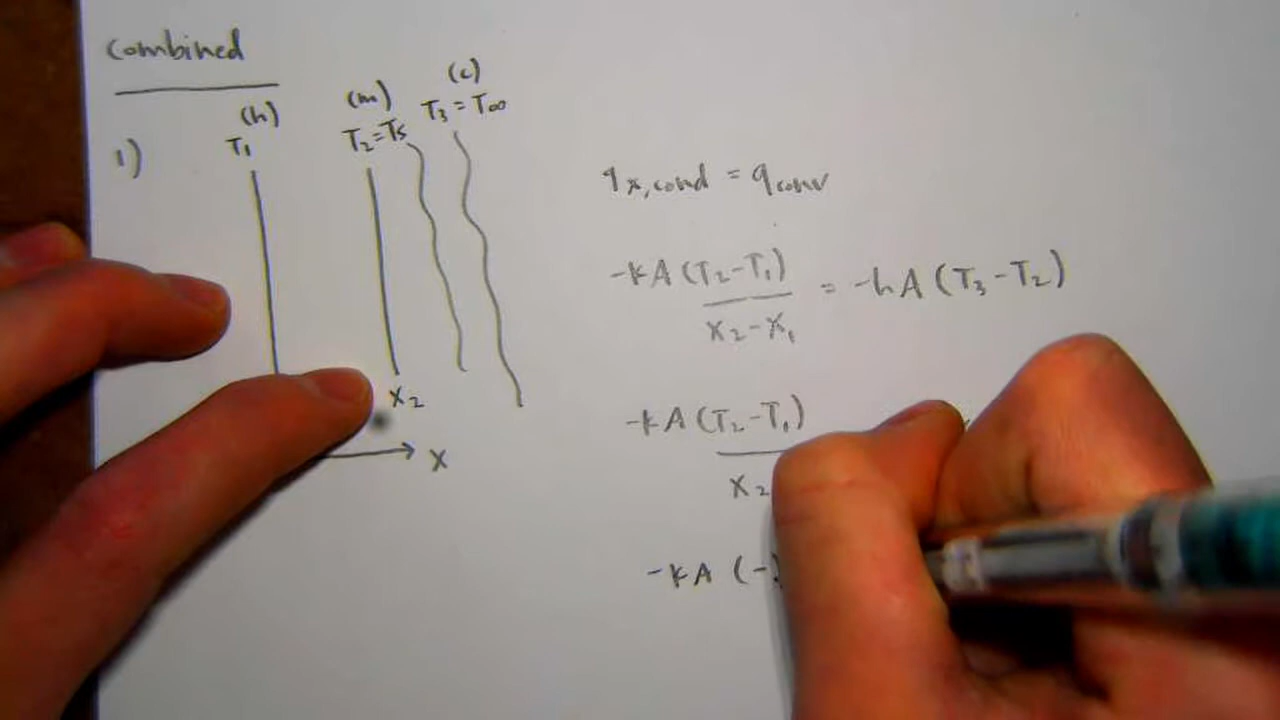 Combined
(h) (m) (c)
1) T₁ T₂=Ts T₃=T∞
x₂
x
qx,cond = qconv
-kA(T₂-T₁) / x₂-x₁ = -hA(T₃-T₂)
-kA(T₂-T₁) / x₂
-kA (-